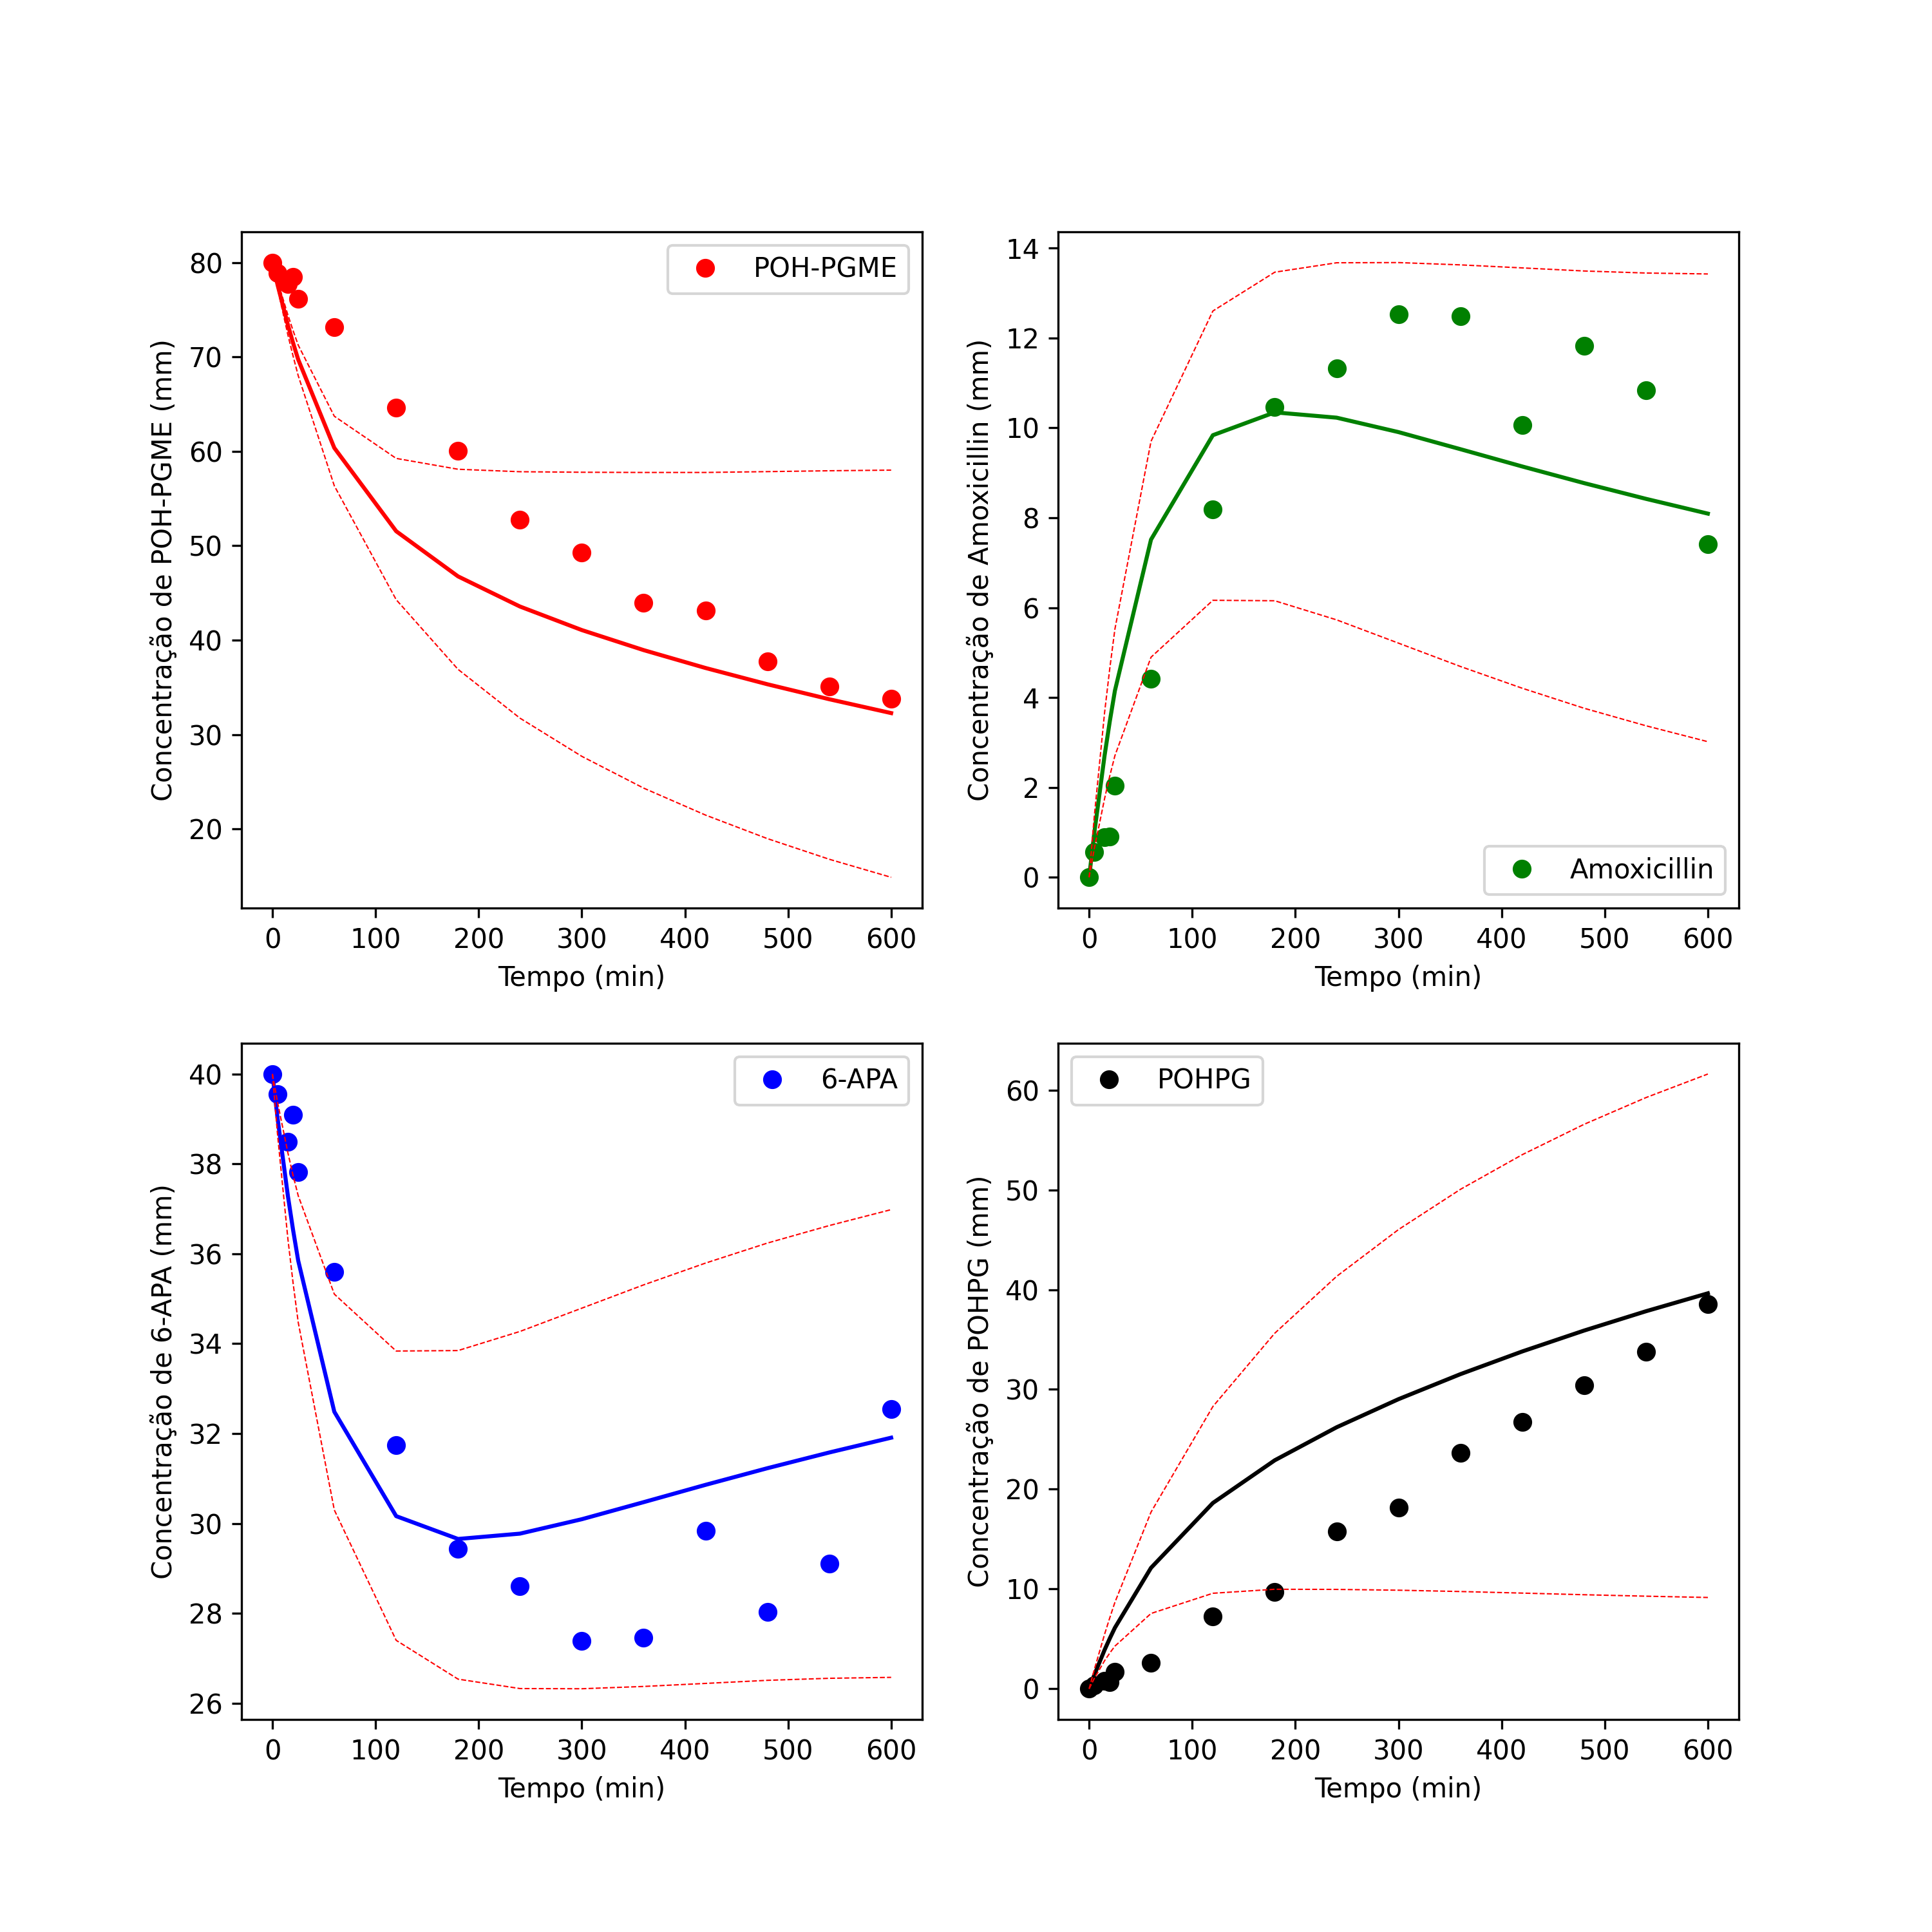 80
70
60
50
40
30
20
Concentração de POH-PGME (mm)
POH-PGME
0 100 200 300 400 500 600
Tempo (min)
14
12
10
8
6
4
2
0
Concentração de Amoxicillin (mm)
Amoxicillin
0 100 200 300 400 500 600
Tempo (min)
40
38
36
34
32
30
28
26
Concentração de 6-APA (mm)
6-APA
0 100 200 300 400 500 600
Tempo (min)
60
50
40
30
20
10
0
Concentração de POHPG (mm)
POHPG
0 100 200 300 400 500 600
Tempo (min)